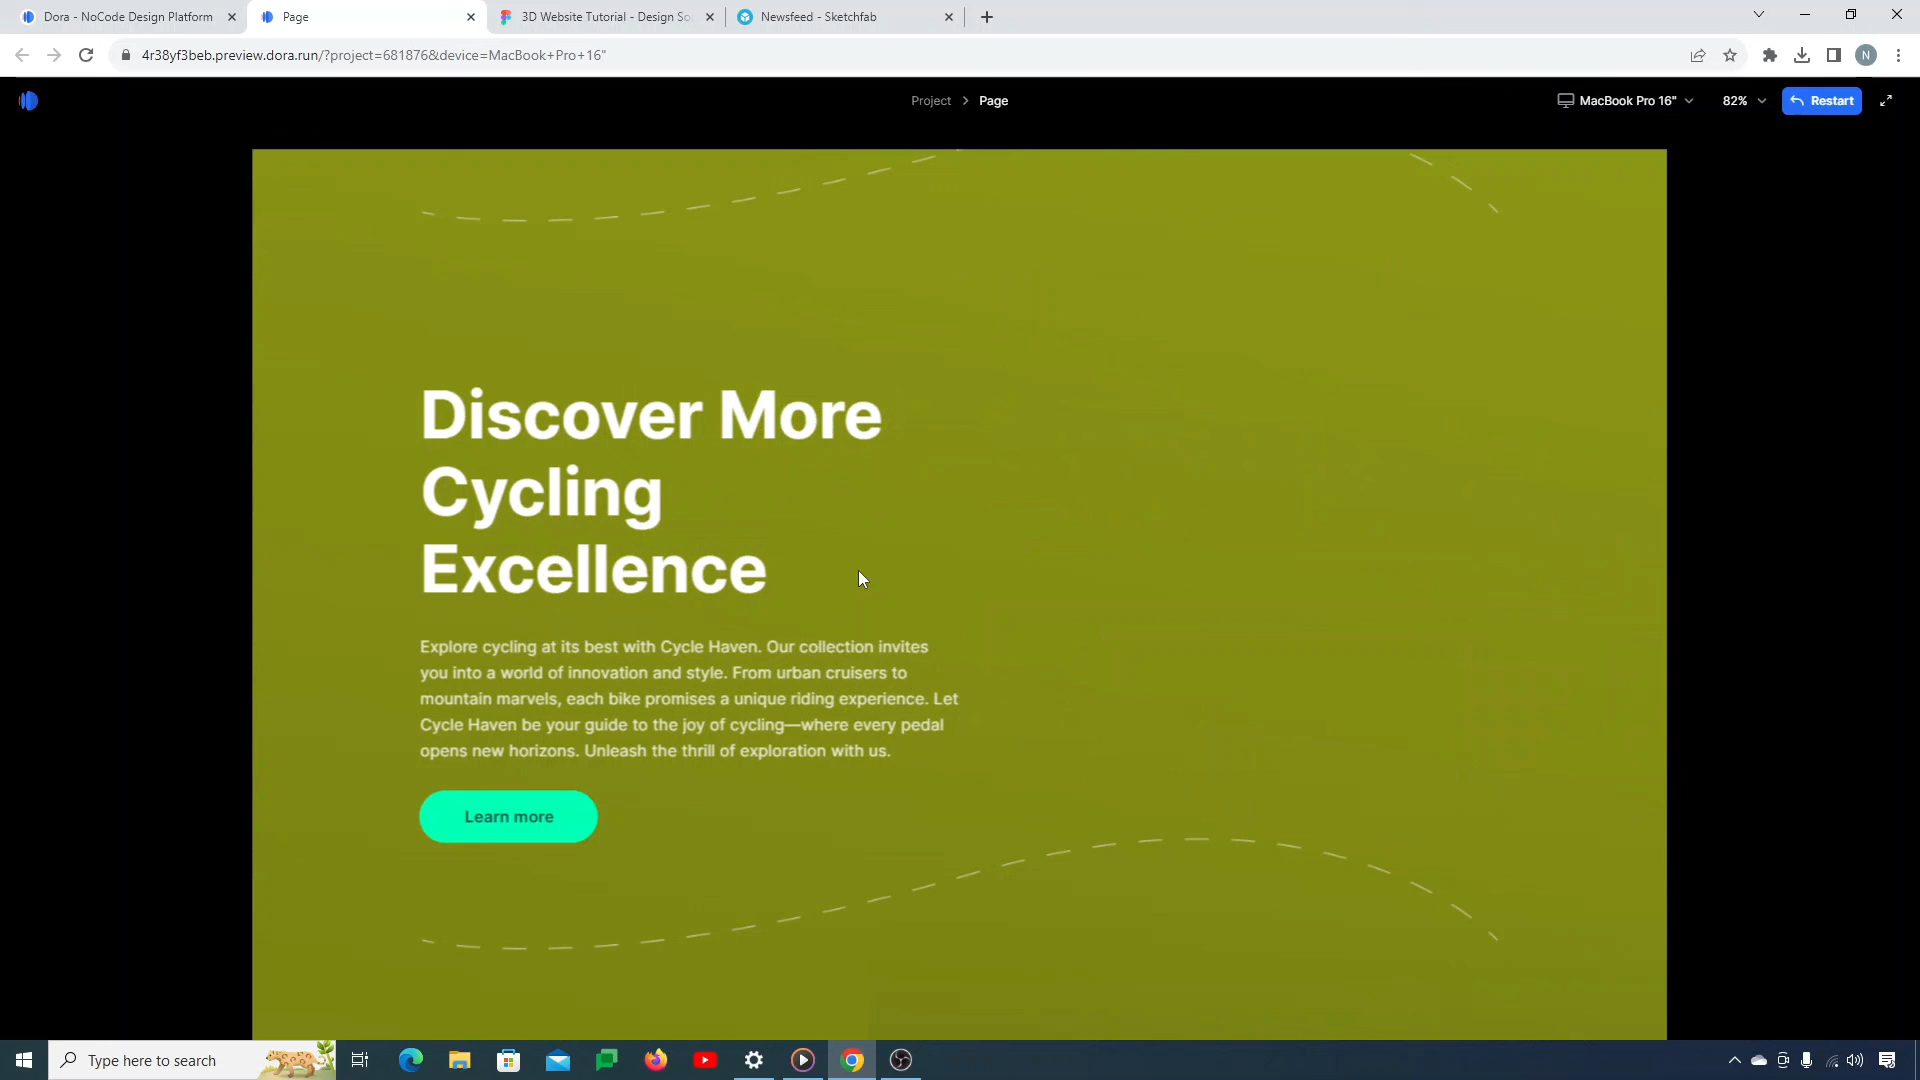 Dora - NoCode Design Platform
Page
3D Website Tutorial - Design So
Newsfeed - Sketchfab
4r38yf3beb.preview.dora.run/?project=681876&device=MacBook+Pro+16"
N
Project > Page
MacBook Pro 16"
82%
Restart
Discover More
Cycling
Excellence
Explore cycling at its best with Cycle Haven. Our collection invites
you into a world of innovation and style. From urban cruisers to
mountain marvels, each bike promises a unique riding experience. Let
Cycle Haven be your guide to the joy of cycling—where every pedal
opens new horizons. Unleash the thrill of exploration with us.
Learn more
Type here to search